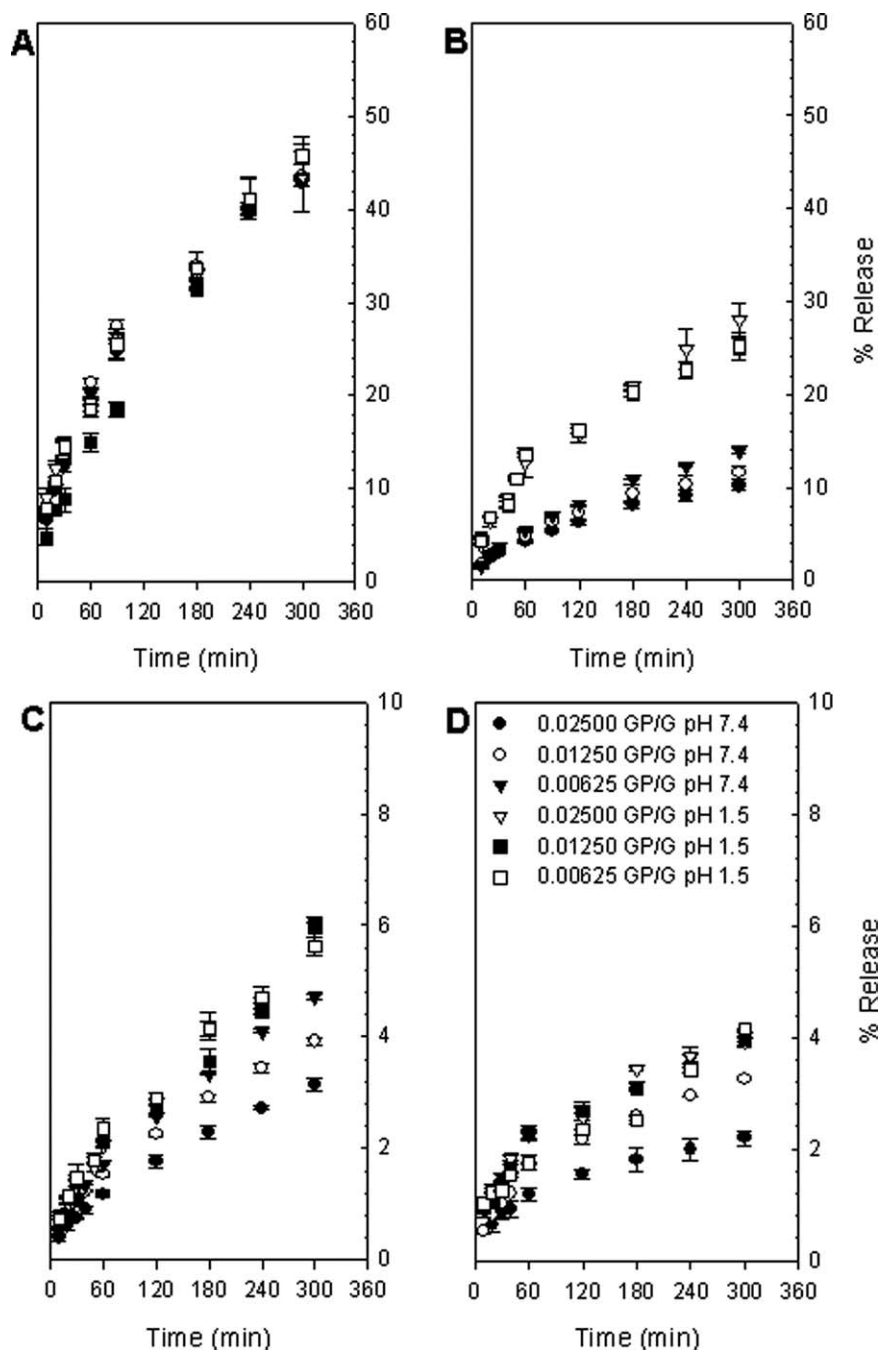 A
60
50
40
30
20
10
0
0 60 120 180 240 300 360
Time (min)
B
60
50
40
30
20
10
0
% Release
0 60 120 180 240 300 360
Time (min)
C
10
8
6
4
2
0
0 60 120 180 240 300 360
Time (min)
D
0.02500 GP/G pH 7.4
0.01250 GP/G pH 7.4
0.00625 GP/G pH 7.4
0.02500 GP/G pH 1.5
0.01250 GP/G pH 1.5
0.00625 GP/G pH 1.5
10
8
6
4
2
0
% Release
0 60 120 180 240 300 360
Time (min)